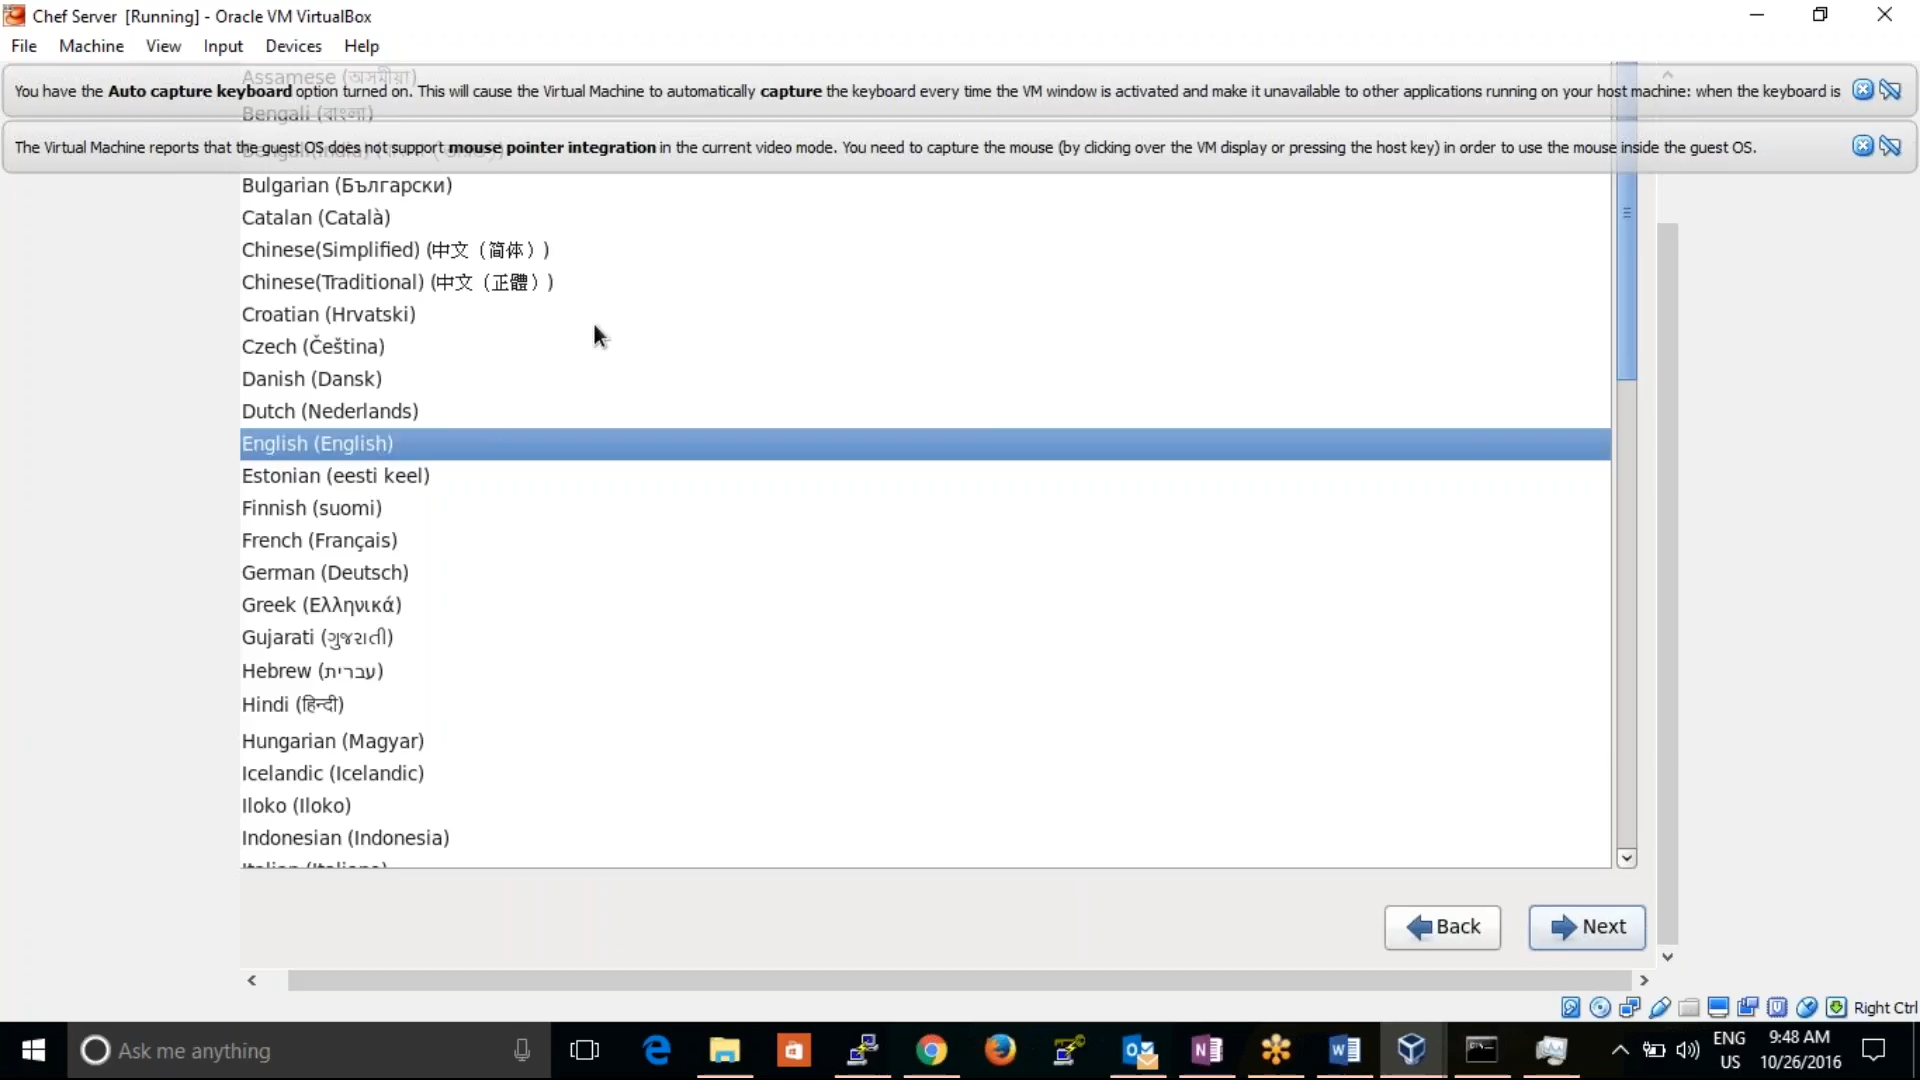 Chef Server [Running] - Oracle VM VirtualBox
File Machine View Input Devices Help
Assamese (অসমীয়া)
You have the Auto capture keyboard option turned on. This will cause the Virtual Machine to automatically capture the keyboard every time the VM window is activated and make it unavailable to other applications running on your host machine: when the keyboard is
Bengali (বাংলা)
The Virtual Machine reports that the guest OS does not support mouse pointer integration in the current video mode. You need to capture the mouse (by clicking over the VM display or pressing the host key) in order to use the mouse inside the guest OS.
Bulgarian (Български)
Catalan (Català)
Chinese(Simplified) (中文（简体）)
Chinese(Traditional) (中文（正體）)
Croatian (Hrvatski)
Czech (Čeština)
Danish (Dansk)
Dutch (Nederlands)
English (English)
Estonian (eesti keel)
Finnish (suomi)
French (Français)
German (Deutsch)
Greek (Ελληνικά)
Gujarati (ગુજરાતી)
Hebrew (עברית)
Hindi (हिन्दी)
Hungarian (Magyar)
Icelandic (Icelandic)
Iloko (Iloko)
Indonesian (Indonesia)
Back Next
Right Ctrl
Ask me anything
ENG
US
9:48 AM
10/26/2016